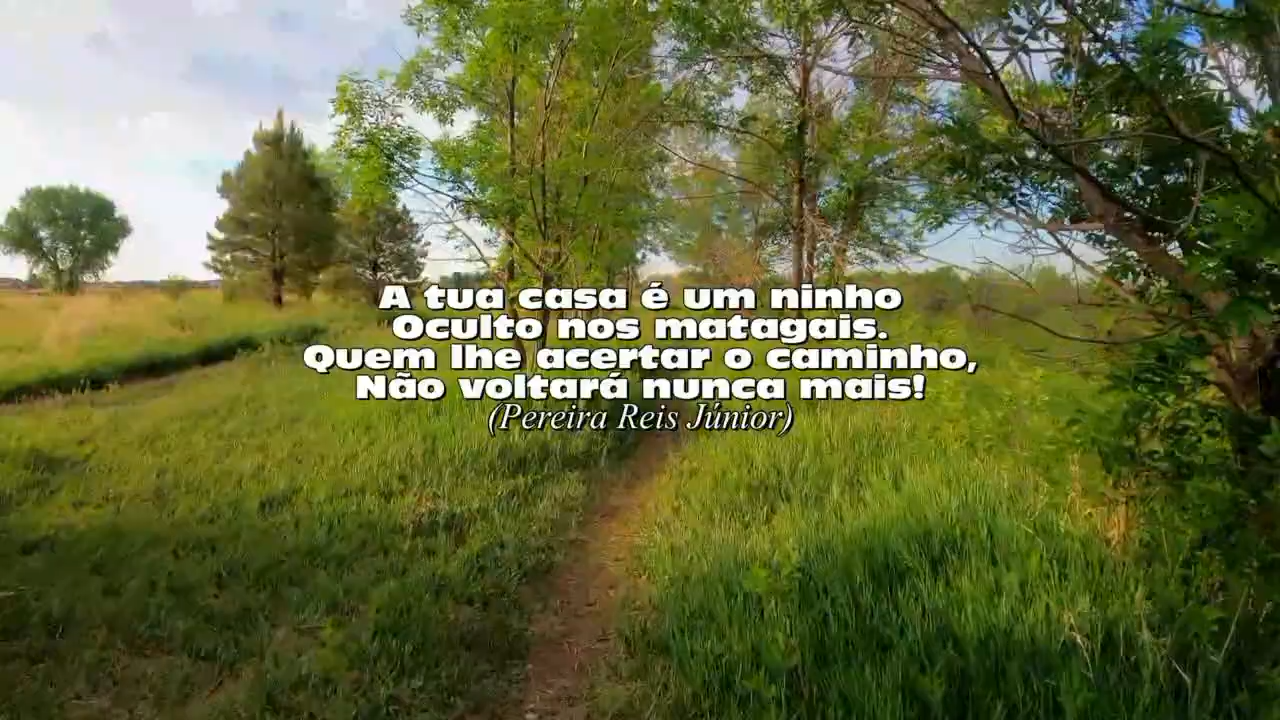 A tua casa é um ninho
Oculto nos matagais.
Quem lhe acertar o caminho,
Não voltará nunca mais!
(Pereira Reis Júnior)